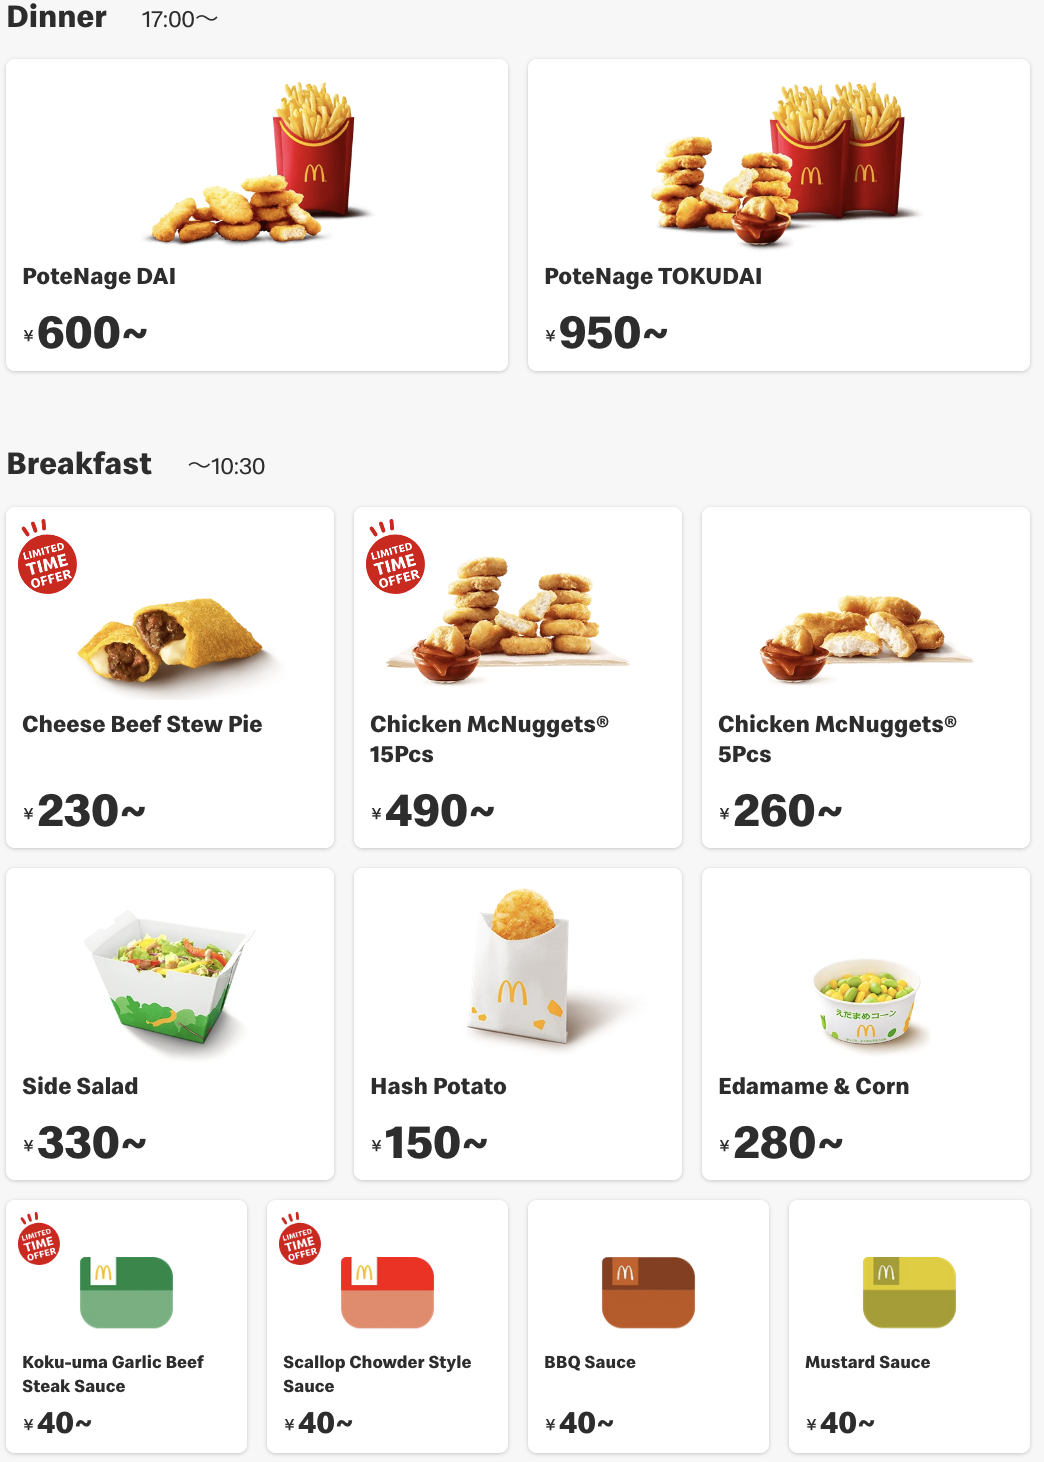 Dinner 17:00～
PoteNage DAI
PoteNage TOKUDAI
¥600~
¥950~
Breakfast ～10:30
LIMITED
TIME
OFFER
LIMITED
TIME
OFFER
Cheese Beef Stew Pie
Chicken McNuggets®
15Pcs
Chicken McNuggets®
5Pcs
¥230~
¥490~
¥260~
えだまめコーン
Side Salad
Hash Potato
Edamame & Corn
¥330~
¥150~
¥280~
LIMITED
TIME
OFFER
LIMITED
TIME
OFFER
Koku-uma Garlic Beef
Steak Sauce
Scallop Chowder Style
Sauce
BBQ Sauce
Mustard Sauce
¥40~
¥40~
¥40~
¥40~